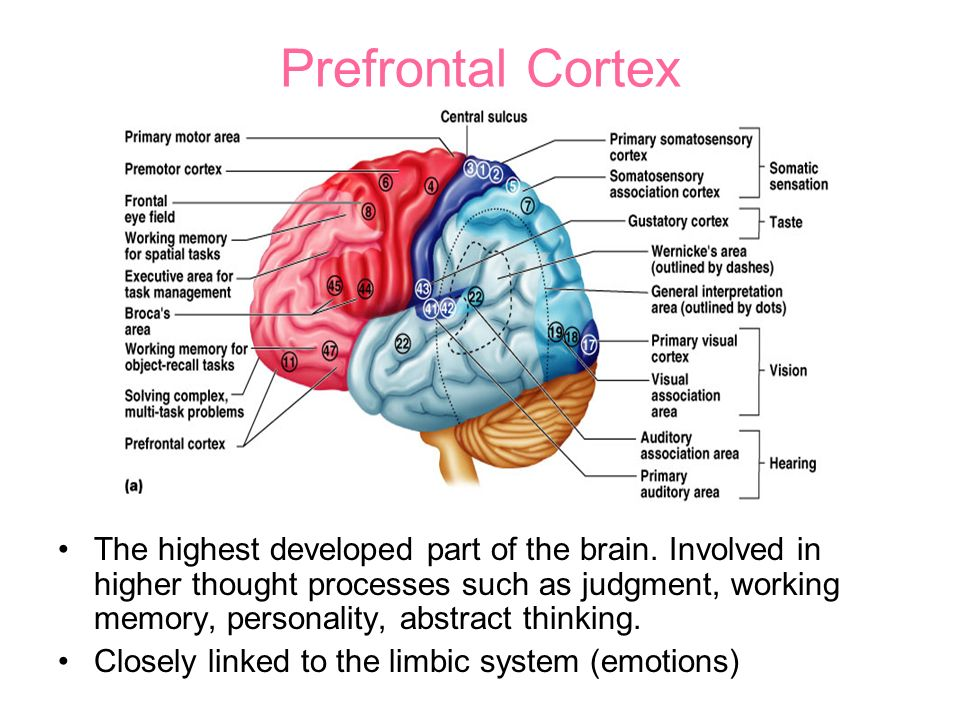 Prefrontal Cortex
Central sulcus
Primary motor area
Premotor cortex
Frontal
eye field
Working memory
for spatial tasks
Executive area for
task management
Broca's
area
Working memory for
object-recall tasks
Solving complex,
multi-task problems
Prefrontal cortex
(a)
6
4
8
45
44
47
11
3
1
2
5
7
43
41
42
22
22
19
18
17
Primary somatosensory
cortex
Somatosensory
association cortex
Somatic
sensation
Gustatory cortex
Taste
Wernicke's area
(outlined by dashes)
General interpretation
area (outlined by dots)
Primary visual
cortex
Visual
association
area
Vision
Auditory
association area
Primary
auditory area
Hearing
• The highest developed part of the brain. Involved in
higher thought processes such as judgment, working
memory, personality, abstract thinking.
• Closely linked to the limbic system (emotions)